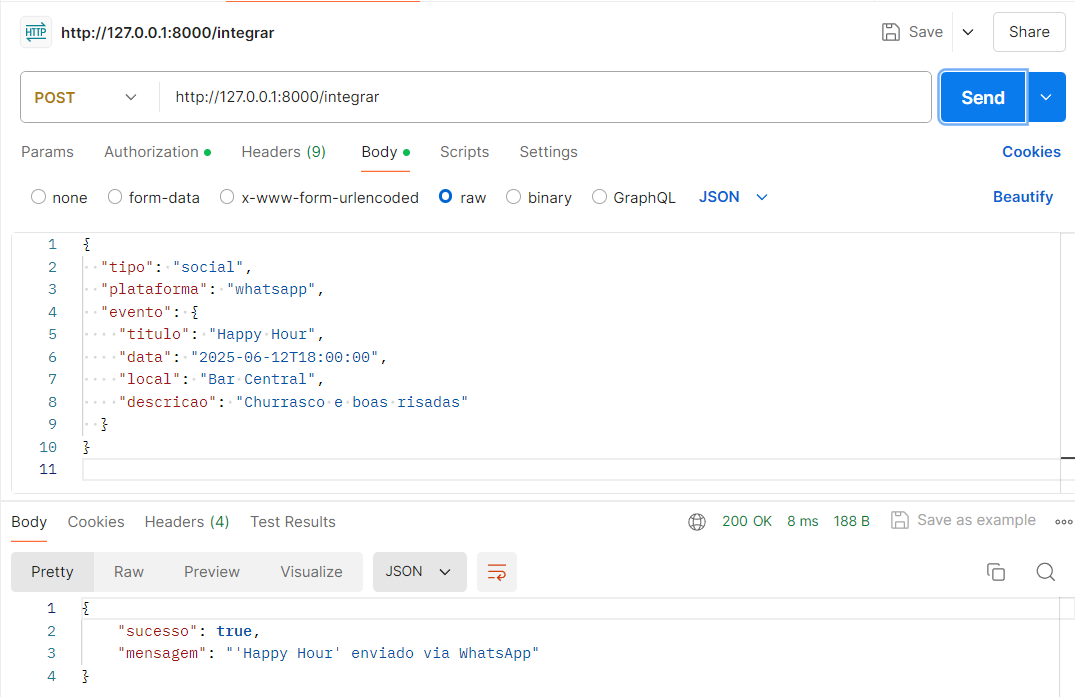 HTTP http://127.0.0.1:8000/integrar Save Share
POST http://127.0.0.1:8000/integrar Send
Params Authorization Headers (9) Body Scripts Settings Cookies
none form-data x-www-form-urlencoded raw binary GraphQL JSON Beautify
1 {
2 "tipo": "social",
3 "plataforma": "whatsapp",
4 "evento": {
5 "titulo": "Happy Hour",
6 "data": "2025-06-12T18:00:00",
7 "local": "Bar Central",
8 "descricao": "Churrasco e boas risadas"
9 }
10 }
11
Body Cookies Headers (4) Test Results 200 OK 8 ms 188 B Save as example
Pretty Raw Preview Visualize JSON
1 {
2 "sucesso": true,
3 "mensagem": "'Happy Hour' enviado via WhatsApp"
4 }